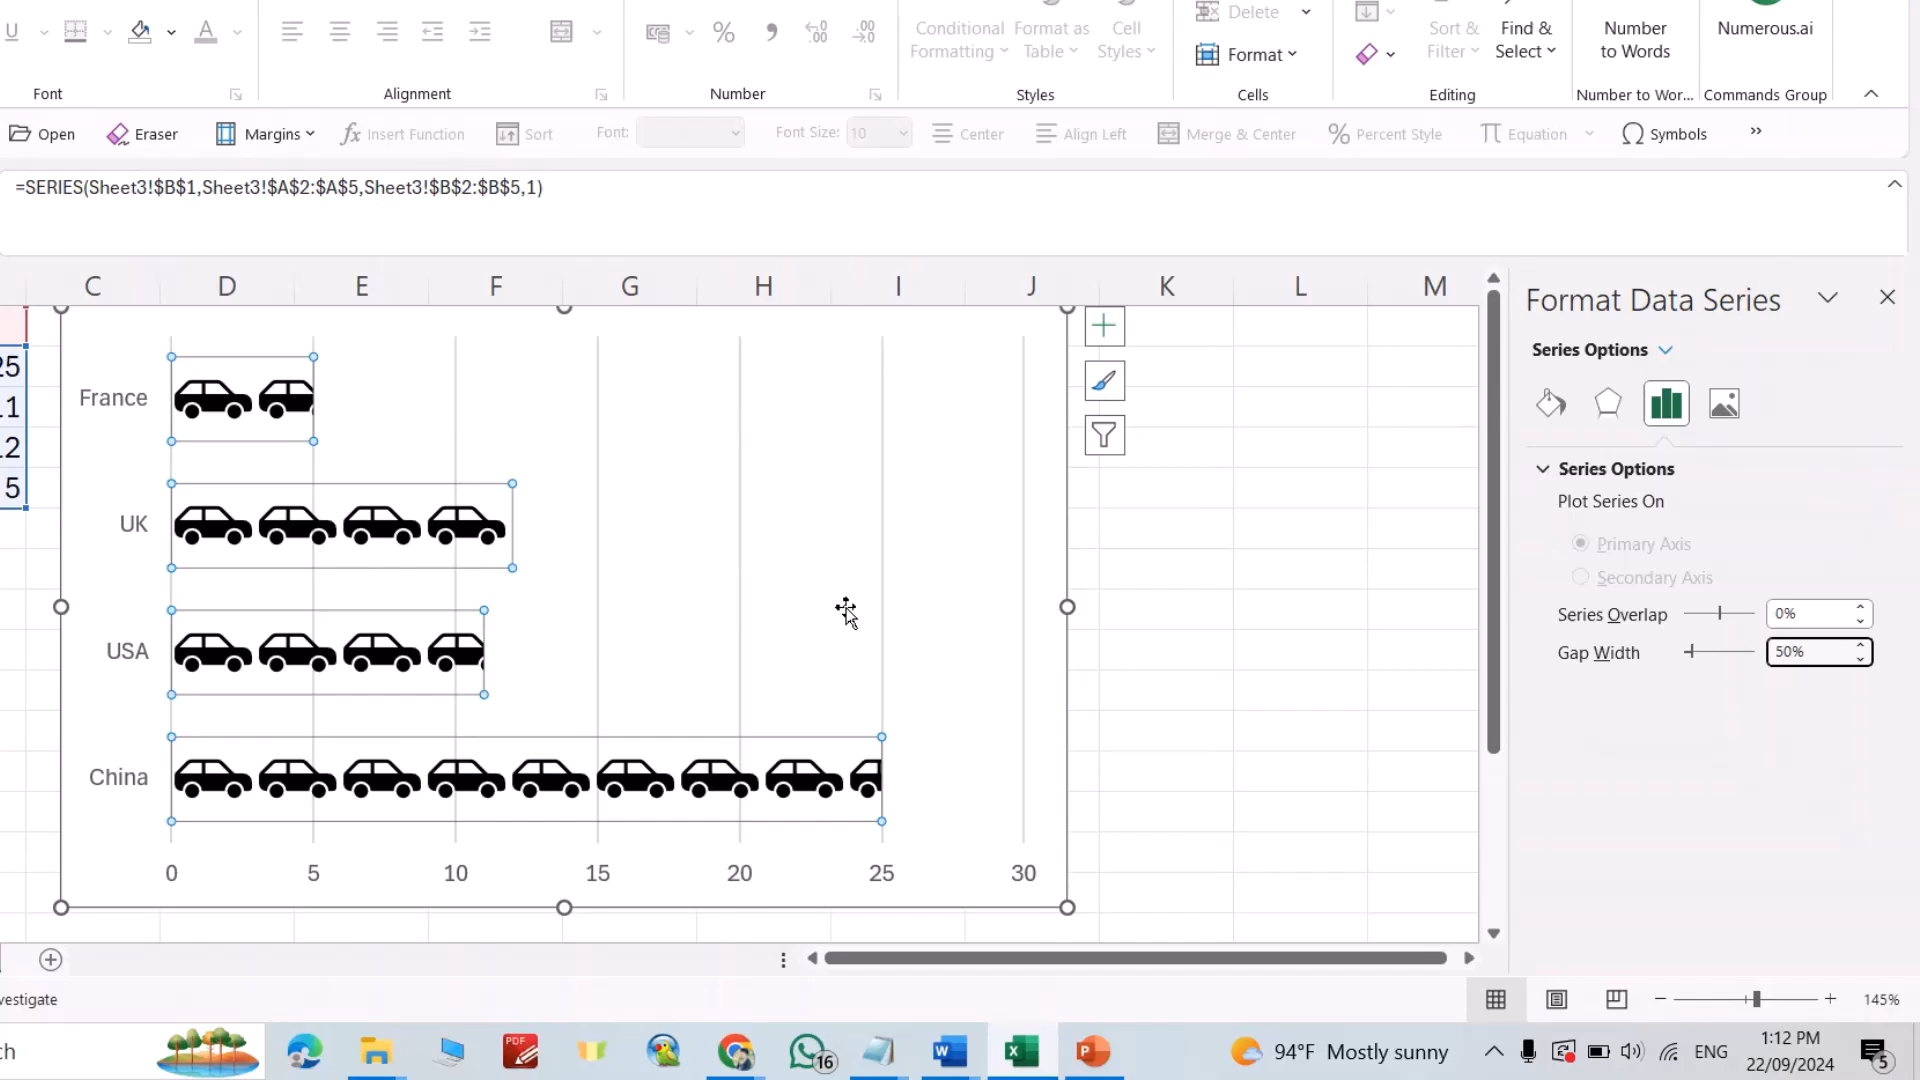 U
Delete
Conditional Formatting
Format as Table
Cell Styles
Format
Sort & Filter
Find & Select
Number to Words
Numerous.ai
Font
Alignment
Number
Styles
Cells
Editing
Number to Wor...
Commands Group
Open
Eraser
Margins
Insert Function
Sort
Font:
Font Size: 10
Center
Align Left
Merge & Center
Percent Style
Equation
Symbols
=SERIES(Sheet3!$B$1,Sheet3!$A$2:$A$5,Sheet3!$B$2:$B$5,1)
C D E F G H I J K L M
25
11
12
5
France
UK
USA
China
0 5 10 15 20 25 30
Format Data Series
Series Options
Series Options
Plot Series On
Primary Axis
Secondary Axis
Series Overlap 0%
Gap Width 50%
vestigate
145%
ch
PDF
16
W
X
P
94°F Mostly sunny
ENG
1:12 PM
22/09/2024
5